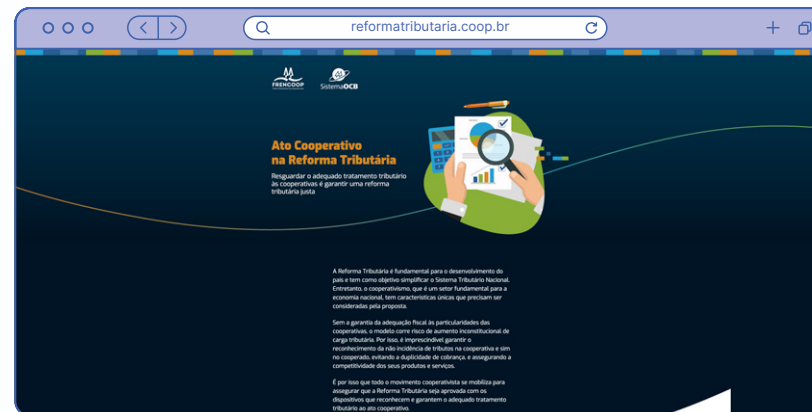 reformatributaria.coop.br
FRENCOOP
SistemaOCB
Ato Cooperativo
na Reforma Tributária
Resguardar o adequado tratamento tributário
às cooperativas é garantir uma reforma
tributária justa
A Reforma Tributária é fundamental para o desenvolvimento do
país e tem como objetivo simplificar o Sistema Tributário Nacional.
Entretanto, o cooperativismo, que é um setor fundamental para a
economia nacional, tem características únicas que precisam ser
consideradas pela proposta.
Sem a garantia da adequação fiscal às particularidades das
cooperativas, o modelo corre risco de aumento inconstitucional de
carga tributária. Por isso, é imprescindível garantir o
reconhecimento da não incidência de tributos na cooperativa e sim
no cooperado, evitando a duplicidade de cobrança, e assegurando a
competitividade dos seus produtos e serviços.
É por isso que todo o movimento cooperativista se mobiliza para
assegurar que a Reforma Tributária seja aprovada com os
dispositivos que reconhecem e garantem o adequado tratamento
tributário ao ato cooperativo.